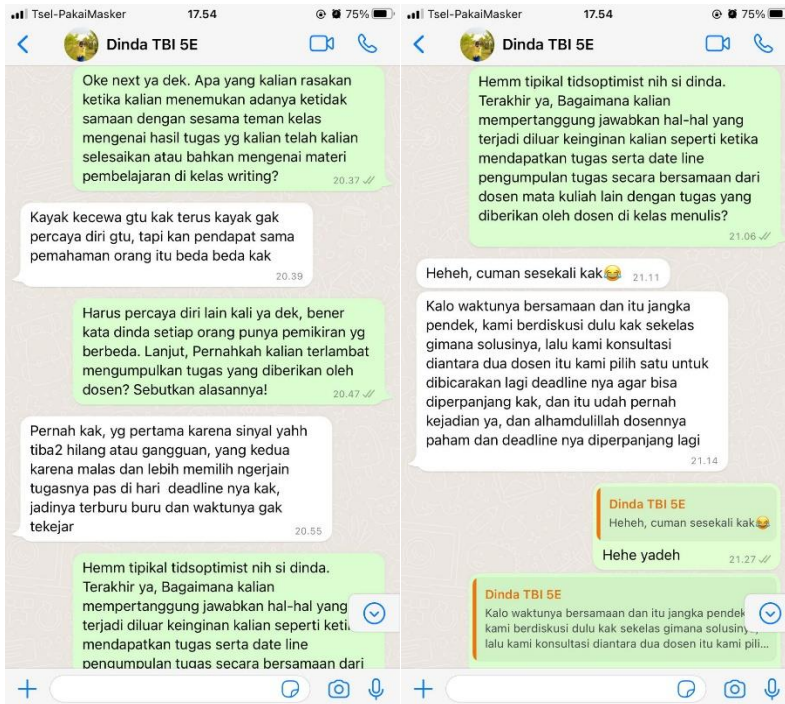 Tsel-PakaiMasker 17.54 75%
Dinda TBI 5E
Oke next ya dek. Apa yang kalian rasakan
ketika kalian menemukan adanya ketidak
samaan dengan sesama teman kelas
mengenai hasil tugas yg kalian telah kalian
selesaikan atau bahkan mengenai materi
pembelajaran di kelas writing?
20.37
Kayak kecewa gtu kak terus kayak gak
percaya diri gtu, tapi kan pendapat sama
pemahaman orang itu beda beda kak
20.39
Harus percaya diri lain kali ya dek, bener
kata dinda setiap orang punya pemikiran yg
berbeda. Lanjut, Pernahkah kalian terlambat
mengumpulkan tugas yang diberikan oleh
dosen? Sebutkan alasannya!
20.47
Pernah kak, yg pertama karena sinyal yahh
tiba2 hilang atau gangguan, yang kedua
karena malas dan lebih memilih ngerjain
tugasnya pas di hari deadline nya kak,
jadinya terburu buru dan waktunya gak
tekejar
20.55
Hemm tipikal tidsoptimist nih si dinda.
Terakhir ya, Bagaimana kalian
mempertanggung jawabkan hal-hal yang
terjadi diluar keinginan kalian seperti keti
mendapatkan tugas serta date line
pengumpulan tugas secara bersamaan dari
Tsel-PakaiMasker 17.54 75%
Dinda TBI 5E
Hemm tipikal tidsoptimist nih si dinda.
Terakhir ya, Bagaimana kalian
mempertanggung jawabkan hal-hal yang
terjadi diluar keinginan kalian seperti ketika
mendapatkan tugas serta date line
pengumpulan tugas secara bersamaan dari
dosen mata kuliah lain dengan tugas yang
diberikan oleh dosen di kelas menulis?
21.06
Heheh, cuman sesekali kak😂 21.11
Kalo waktunya bersamaan dan itu jangka
pendek, kami berdiskusi dulu kak sekelas
gimana solusinya, lalu kami konsultasi
diantara dua dosen itu kami pilih satu untuk
dibicarakan lagi deadline nya agar bisa
diperpanjang kak, dan itu udah pernah
kejadian ya, dan alhamdulillah dosennya
paham dan deadline nya diperpanjang lagi
21.14
Dinda TBI 5E
Heheh, cuman sesekali kak😂
Hehe yadeh 21.27
Dinda TBI 5E
Kalo waktunya bersamaan dan itu jangka pendek
kami berdiskusi dulu kak sekelas gimana solusiny
lalu kami konsultasi diantara dua dosen itu kami pili...